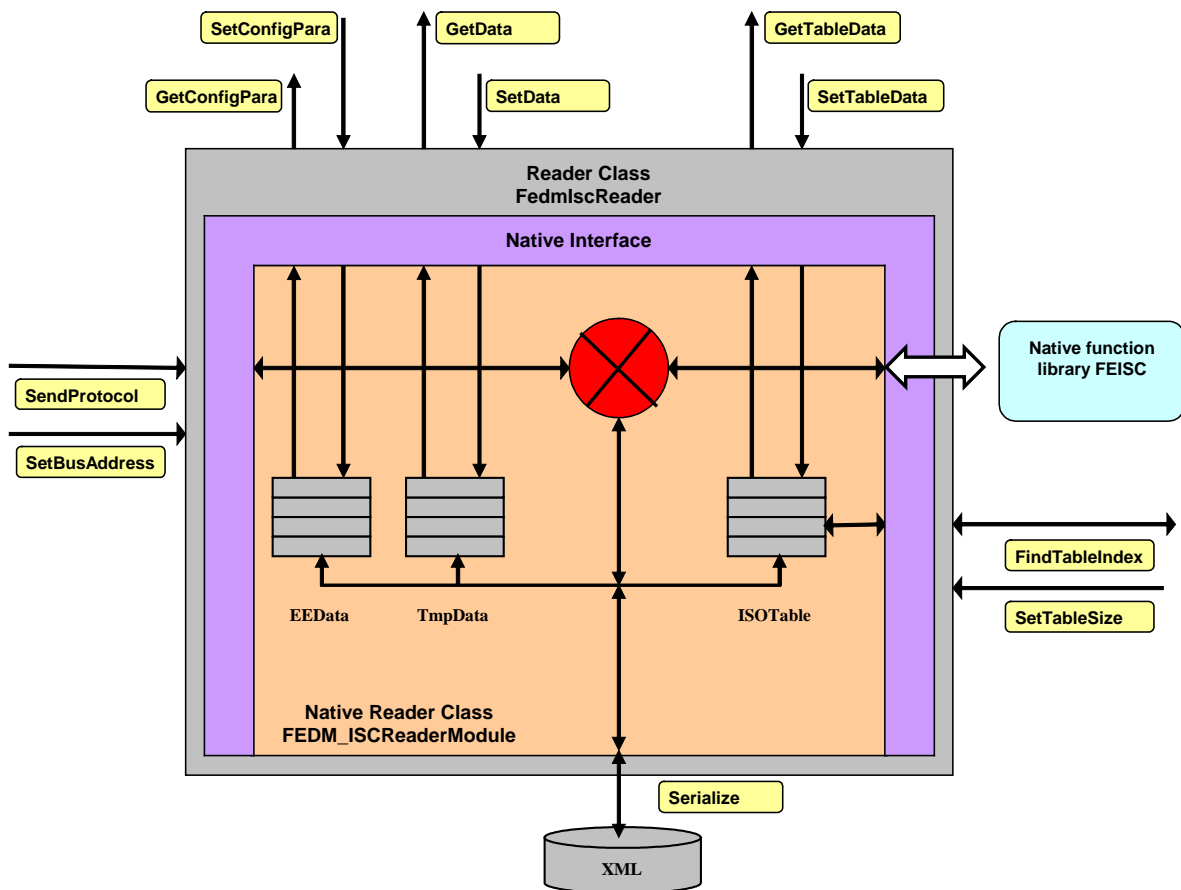 SetConfigPara
GetData
GetTableData
GetConfigPara
SetData
SetTableData
Reader Class
FedmIscReader
Native Interface
Native function
library FEISC
SendProtocol
SetBusAddress
FindTableIndex
EEData
TmpData
ISOTable
SetTableSize
Native Reader Class
FEDM_ISCReaderModule
Serialize
XML